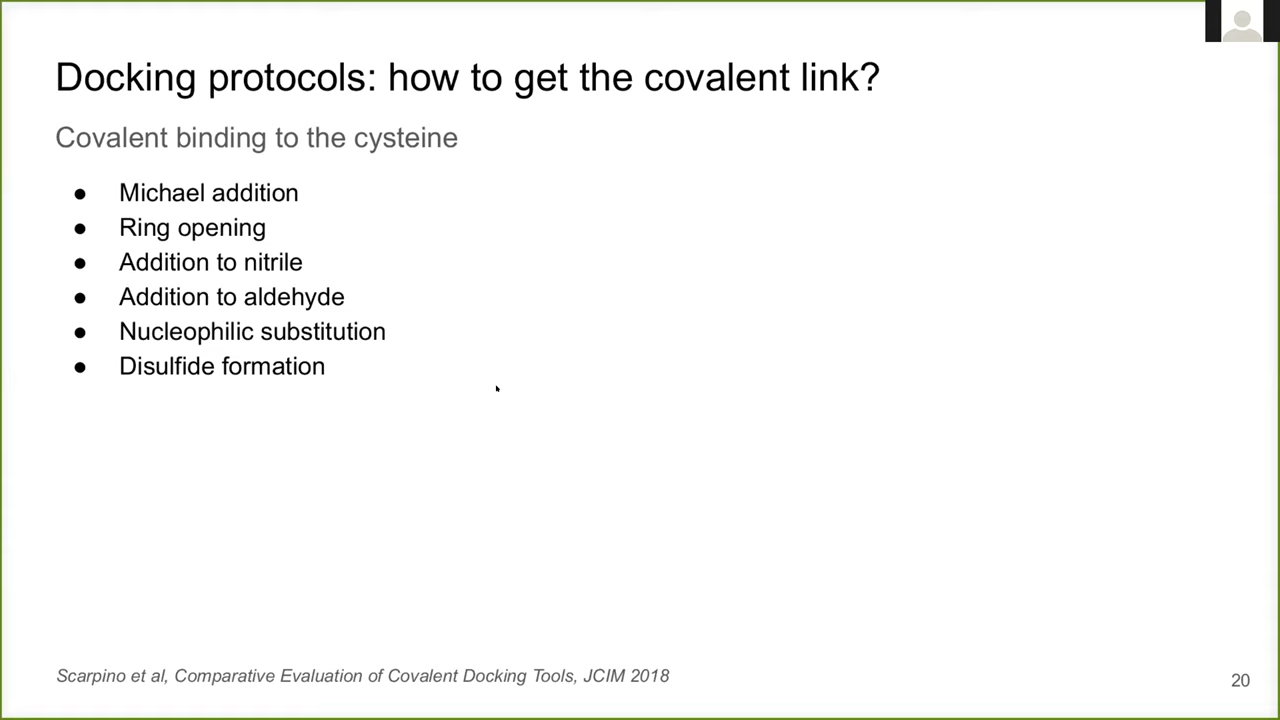 Docking protocols: how to get the covalent link?
Covalent binding to the cysteine
● Michael addition
● Ring opening
● Addition to nitrile
● Addition to aldehyde
● Nucleophilic substitution
● Disulfide formation
Scarpino et al, Comparative Evaluation of Covalent Docking Tools, JCIM 2018
20